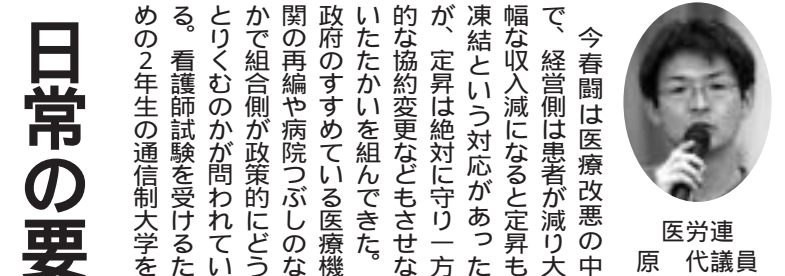 医労連
原　代議員
今春闘は医療改悪の中
で、経営側は患者が減り大
幅な収入減になると定昇も
凍結という対応があった
が、定昇は絶対に守り一方
的な協約変更などもさせな
いたたかいを組んできた。
政府のすすめている医療機
関の再編や病院つぶしのな
かで組合側が政策的にどう
とりくむのかが問われてい
る。看護師試験を受けるた
めの2年生の通信制大学を
日常の要